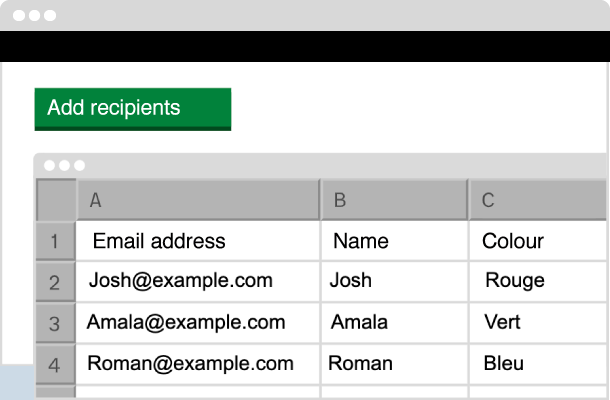 Add recipients
A B C
1 Email address Name Colour
2 Josh@example.com Josh Rouge
3 Amala@example.com Amala Vert
4 Roman@example.com Roman Bleu